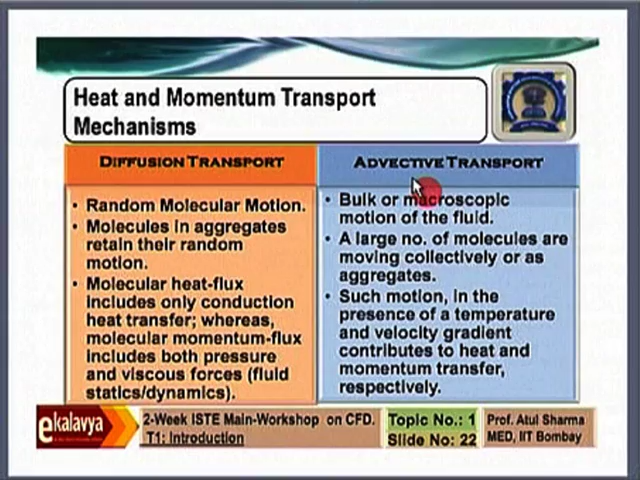 Heat and Momentum Transport
Mechanisms
DIFFUSION TRANSPORT
• Random Molecular Motion.
• Molecules in aggregates
retain their random
motion.
• Molecular heat-flux
includes only conduction
heat transfer; whereas,
molecular momentum-flux
includes both pressure
and viscous forces (fluid
statics/dynamics).
ADVECTIVE TRANSPORT
• Bulk or macroscopic
motion of the fluid.
• A large no. of molecules are
moving collectively or as
aggregates.
• Such motion, in the
presence of a temperature
and velocity gradient
contributes to heat and
momentum transfer,
respectively.
ekalavya
2-Week ISTE Main-Workshop on CFD.
T1: Introduction
Topic No.: 1
Slide No: 22
Prof. Atul Sharma
MED, IIT Bombay